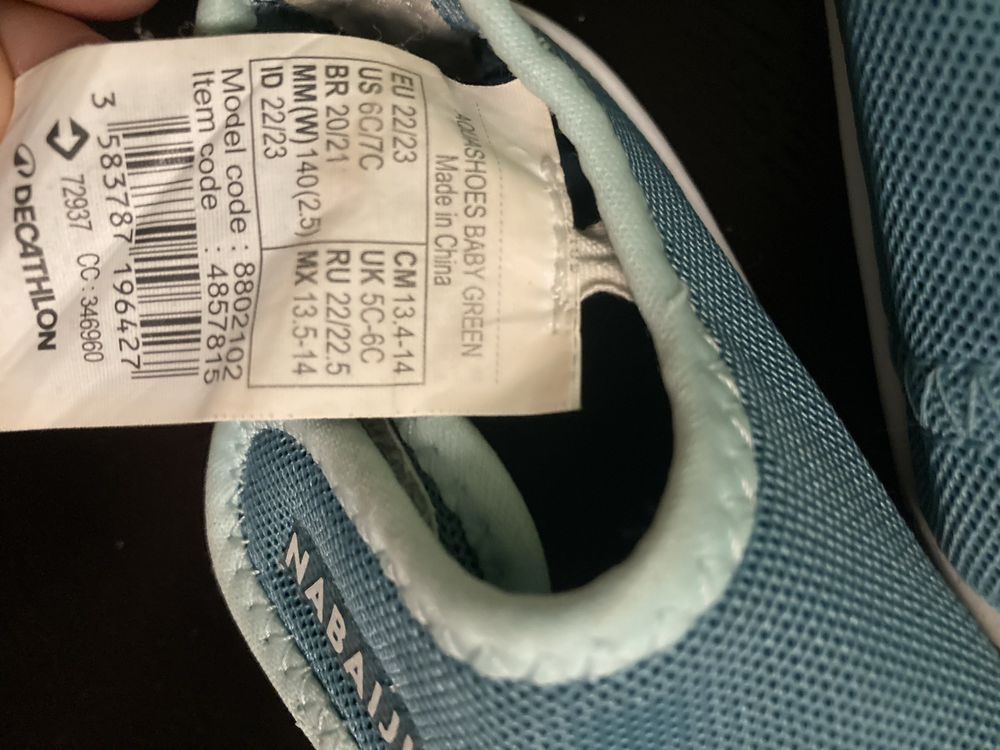 AQUASHOES BABY GREEN
Made in China
EU 22/23
US 6C/7C
BR 20/21
MM(W)140(2.5)
ID 22/23
CM13.4-14
UK 5C-6C
RU 22/22.5
MX 13.5-14
Model code : 8802102
Item code : 4857815
3 583787 196427
72937 CC : 346960
DECATHLON
NABAIJI